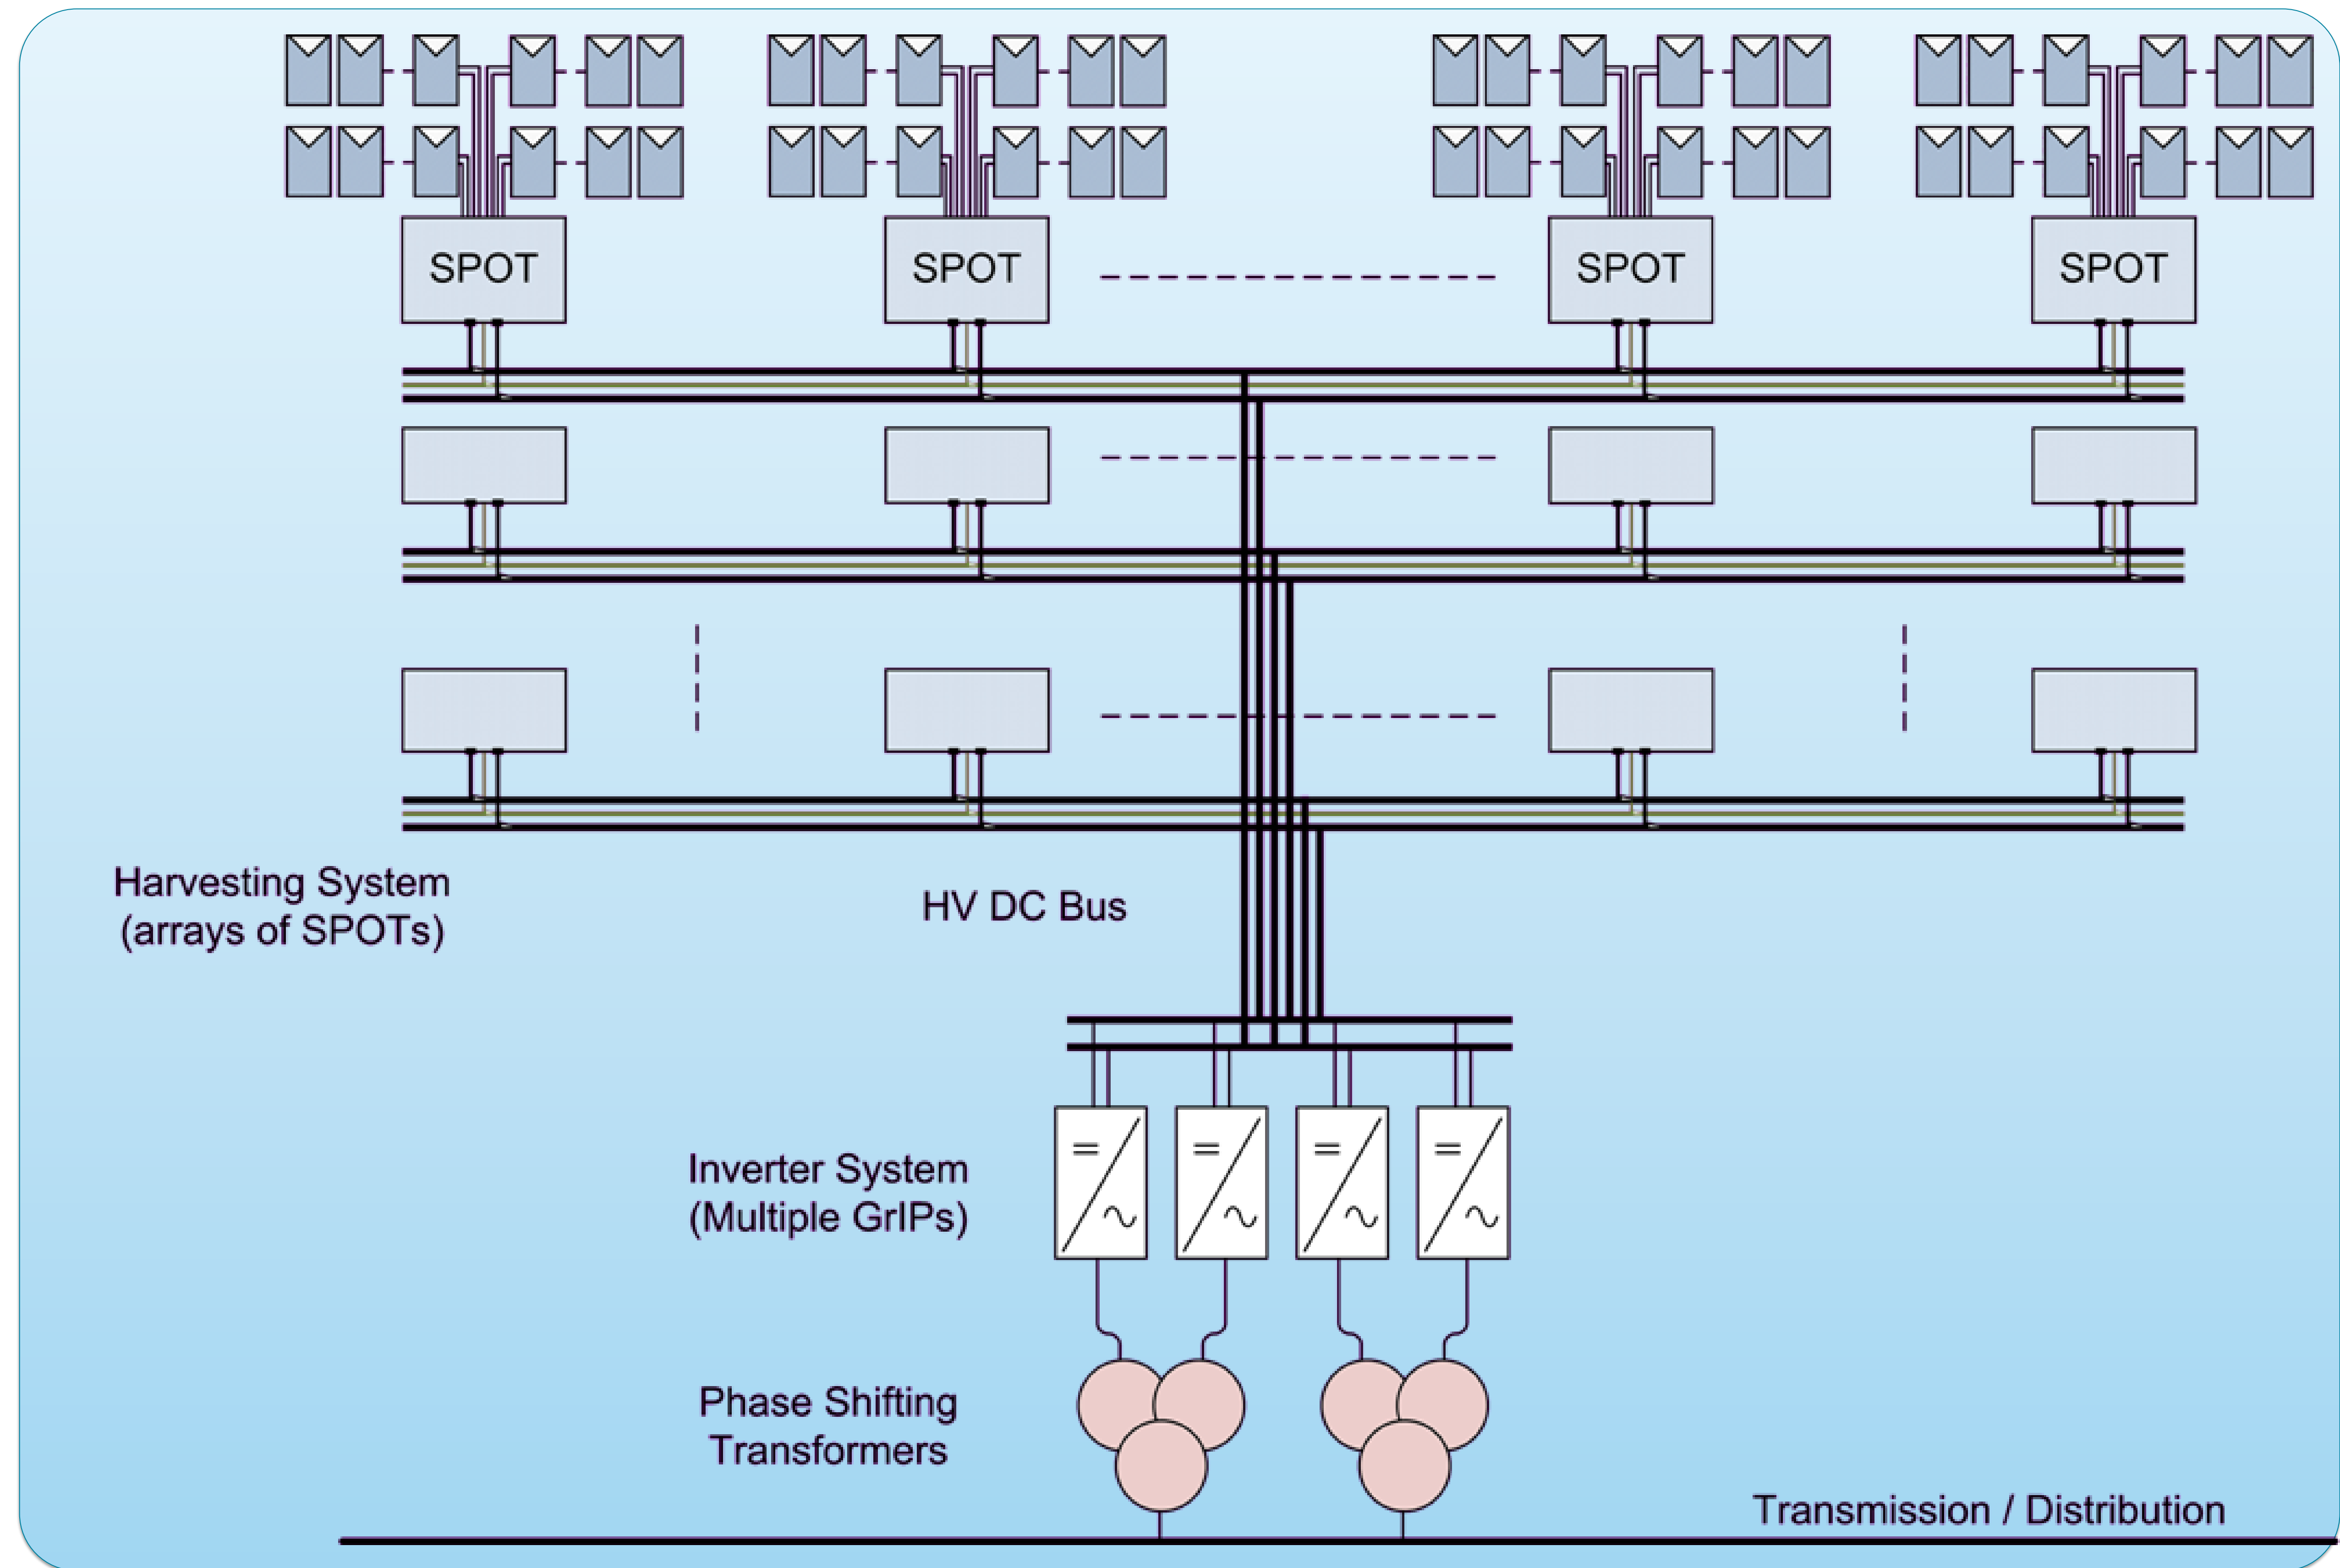 SPOT
SPOT
SPOT
SPOT
Harvesting System
(arrays of SPOTs)
HV DC Bus
Inverter System
(Multiple GrIPs)
Phase Shifting
Transformers
Transmission / Distribution